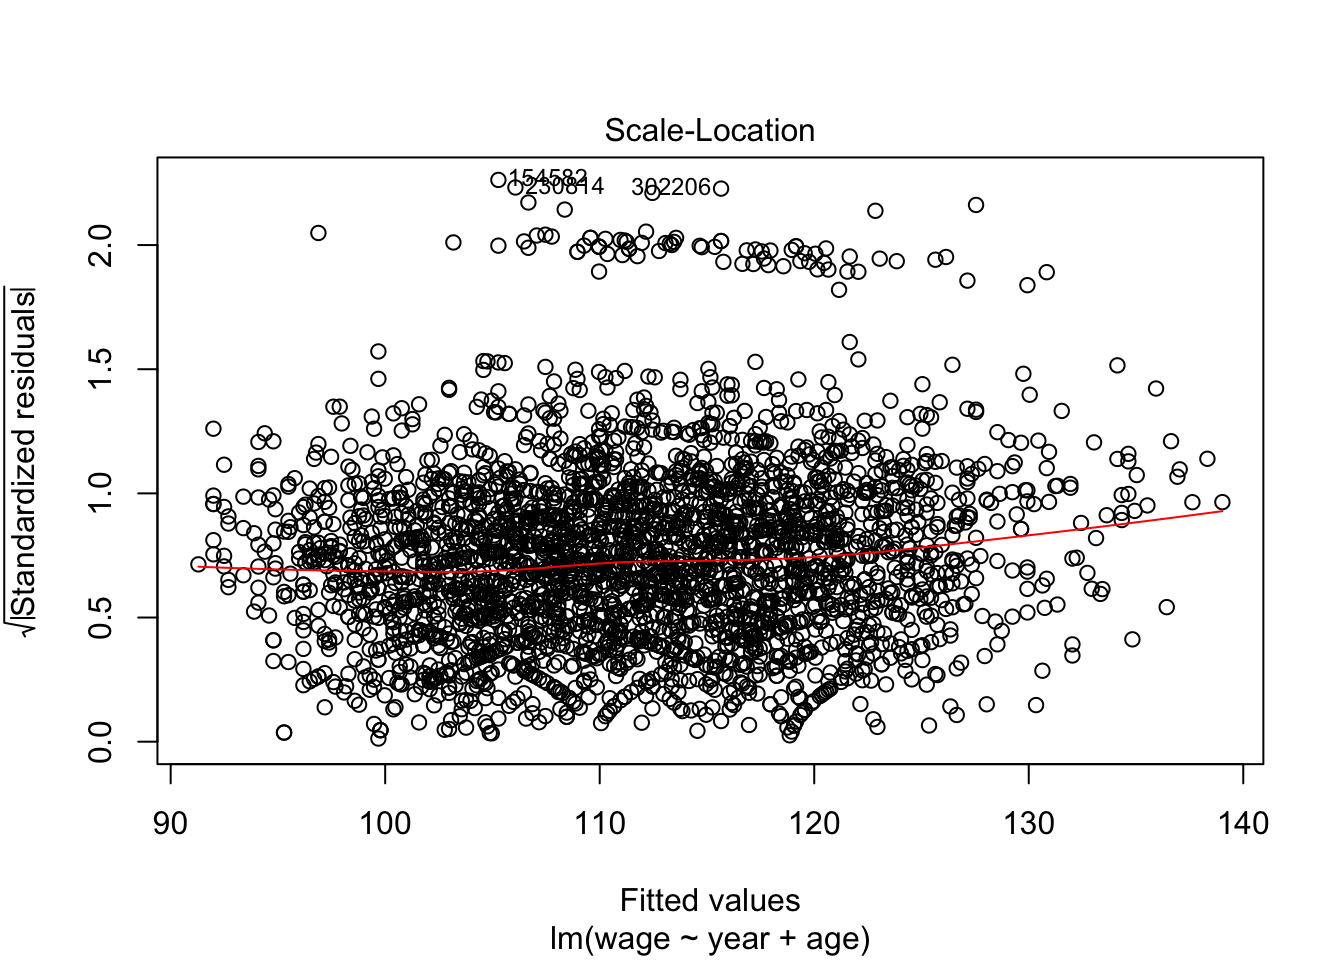 Scale-Location
154582
230814
302206
√|Standardized residuals|
2.0
1.5
1.0
0.5
0.0
90 100 110 120 130 140
Fitted values
lm(wage ~ year + age)